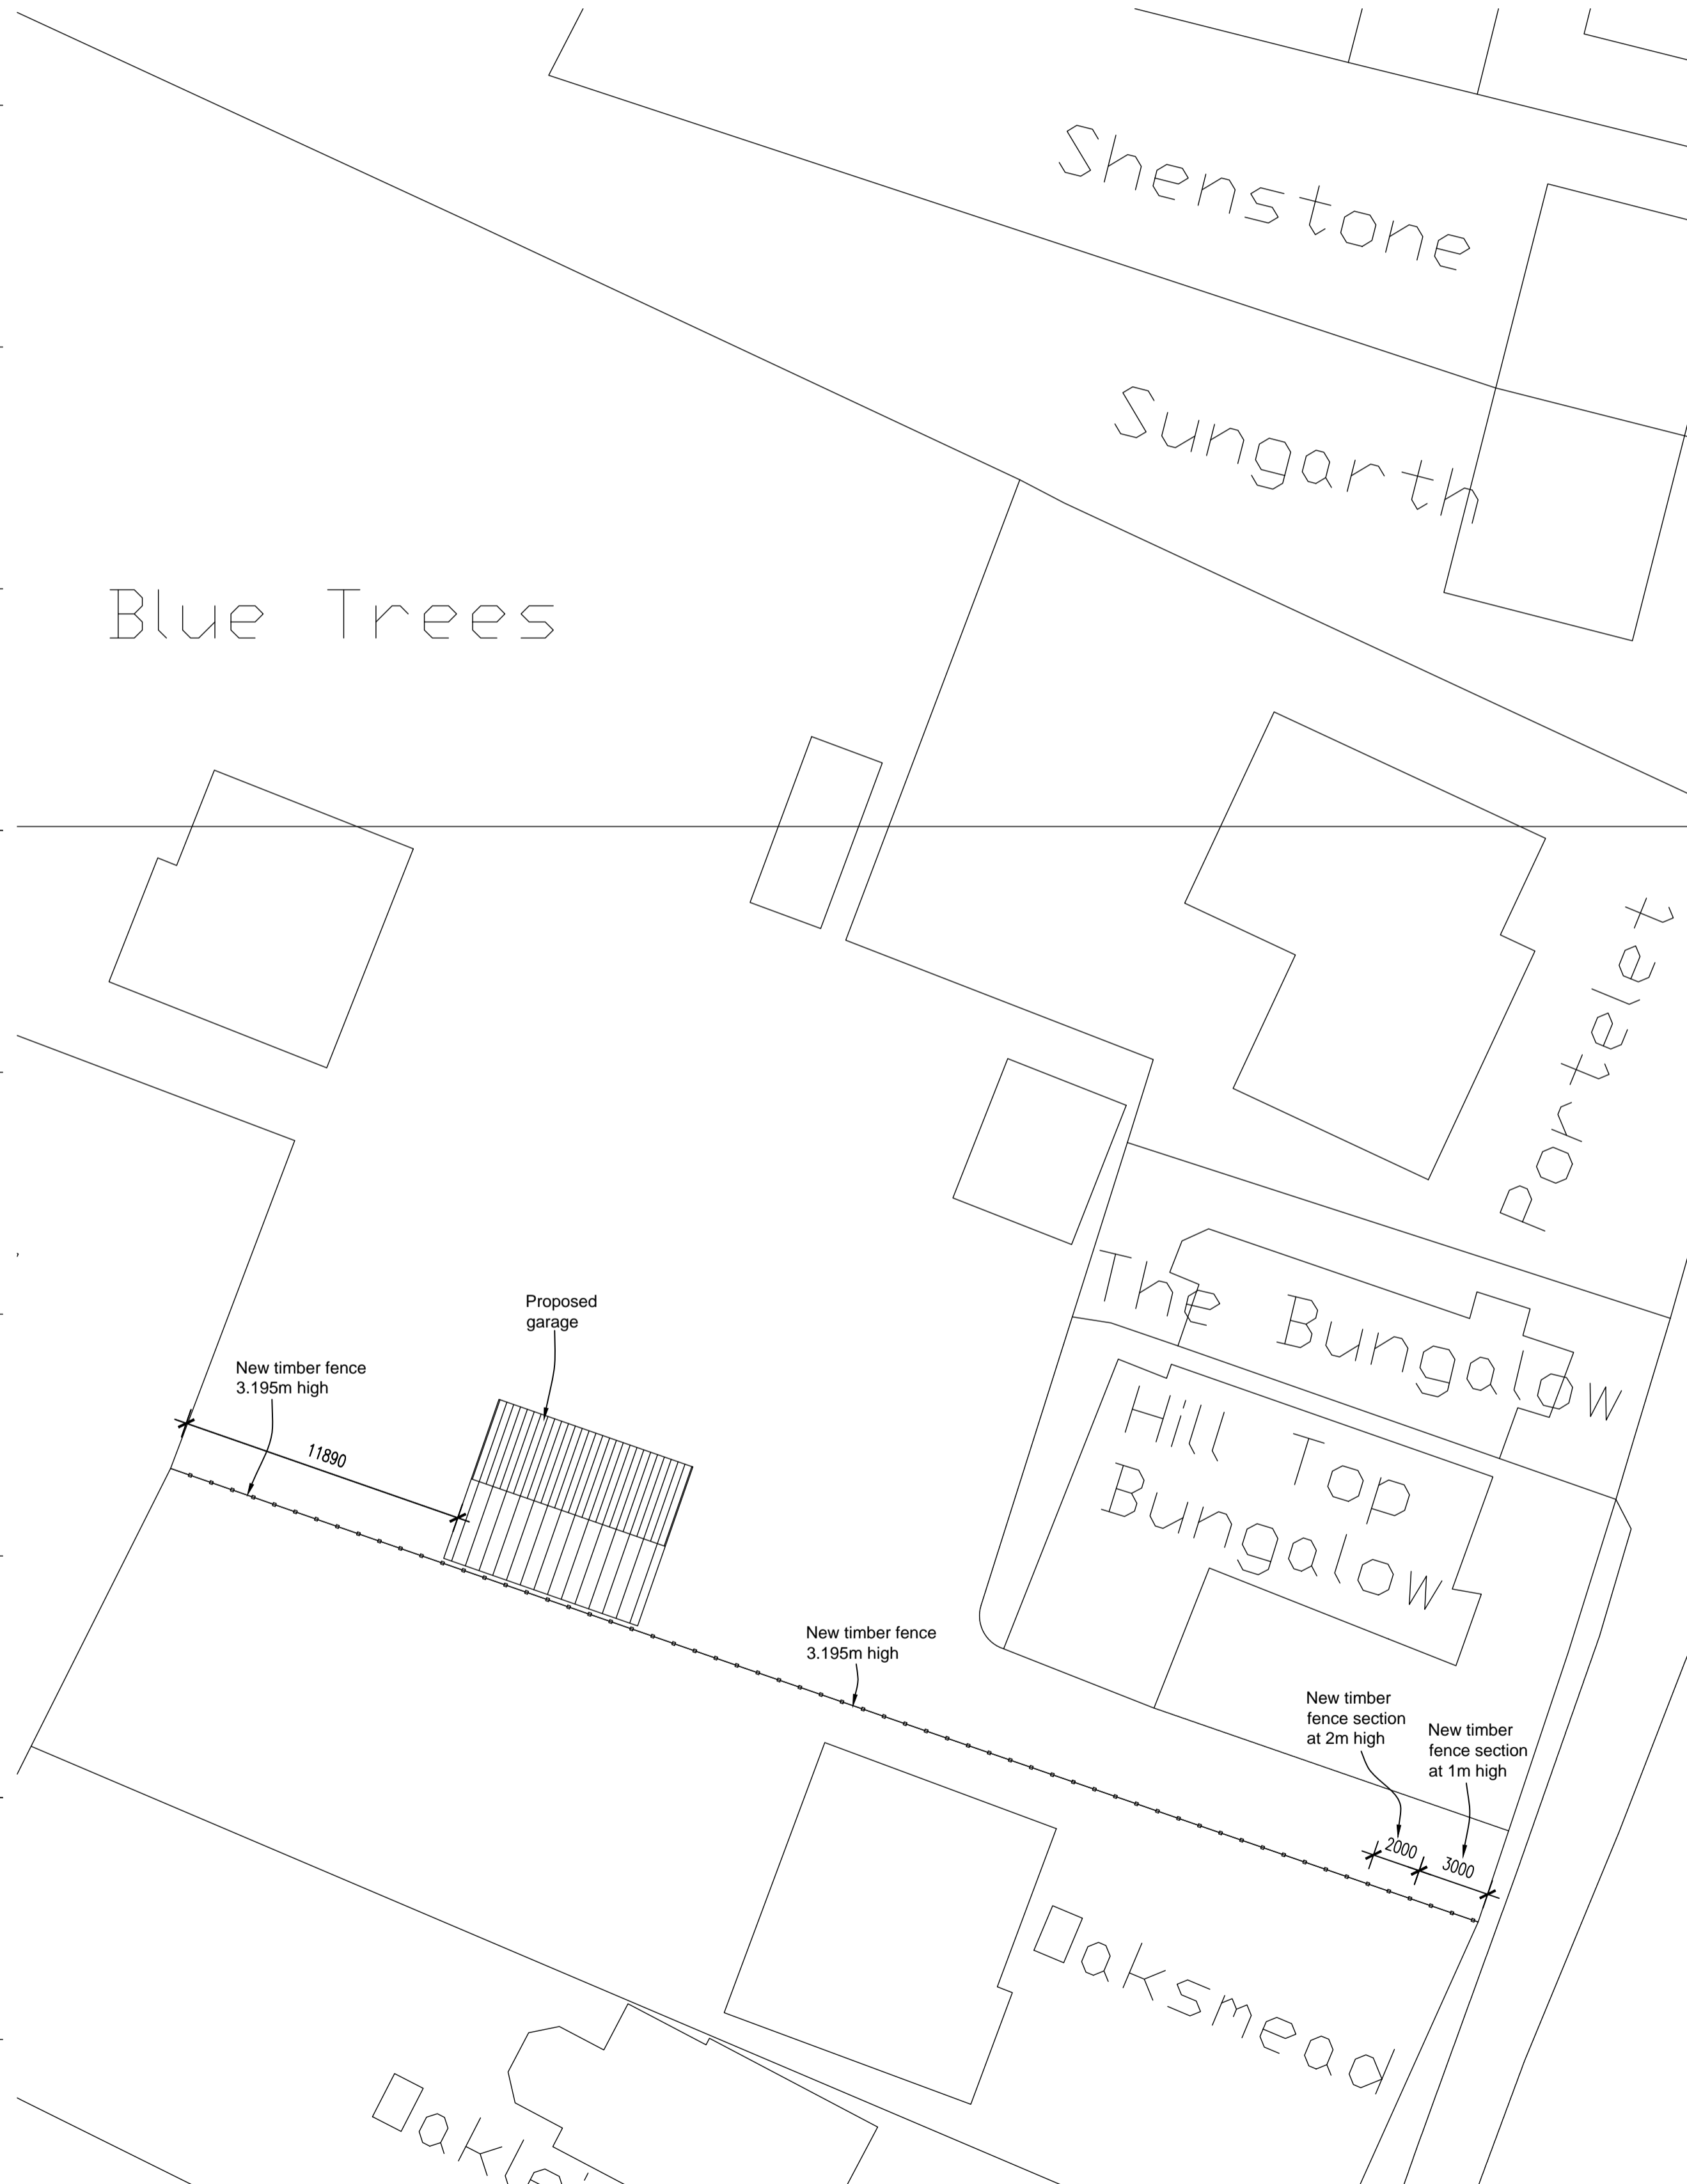 Shenstone
Sungarth
Blue Trees
Portelet
The Bungalow
Proposed
garage
New timber fence
3.195m high
11890
Hill Top
Bungalow
New timber fence
3.195m high
New timber
fence section
at 2m high
New timber
fence section
at 1m high
2000
3000
Oaksmead